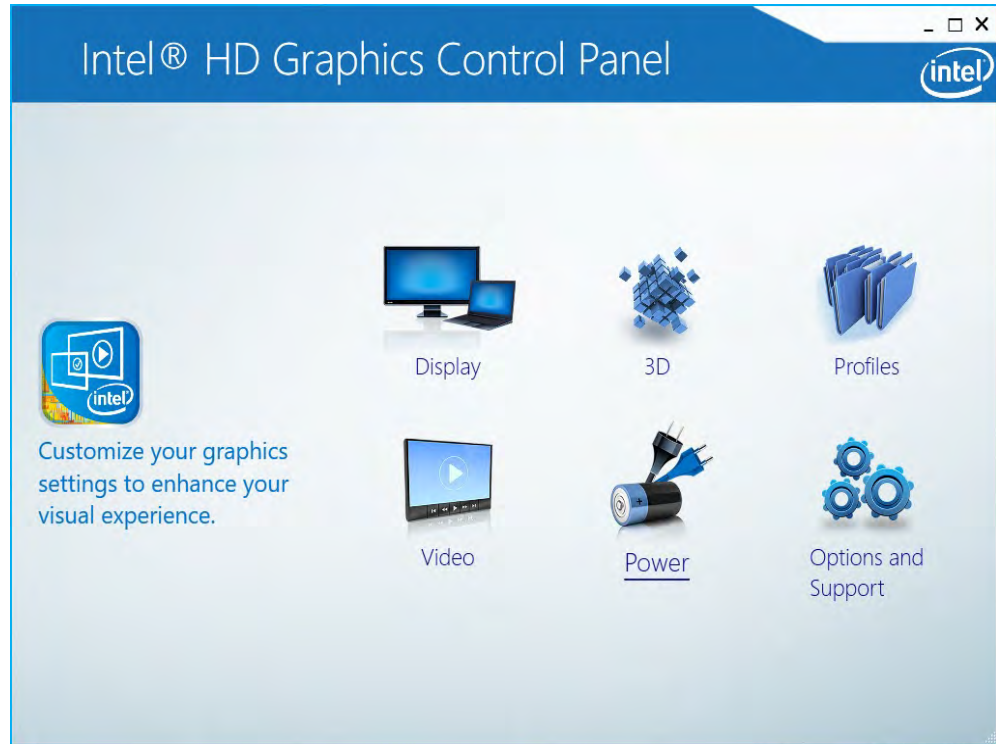 Intel® HD Graphics Control Panel
intel
Display
3D
Profiles
intel
Customize your graphics
settings to enhance your
visual experience.
Video
Power
Options and
Support